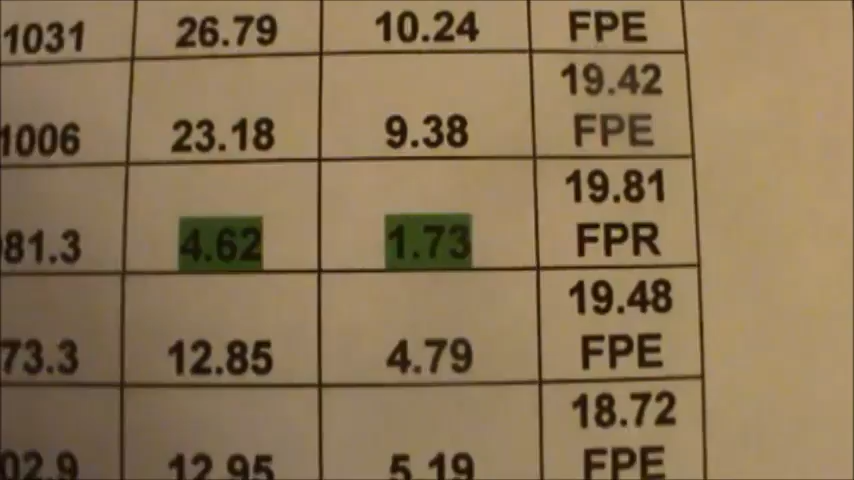 1031 26.79 10.24 FPE
19.42
1006 23.18 9.38 FPE
19.81
81.3 4.62 1.73 FPR
19.48
73.3 12.85 4.79 FPE
18.72
02.9 12.95 5.19 FPE